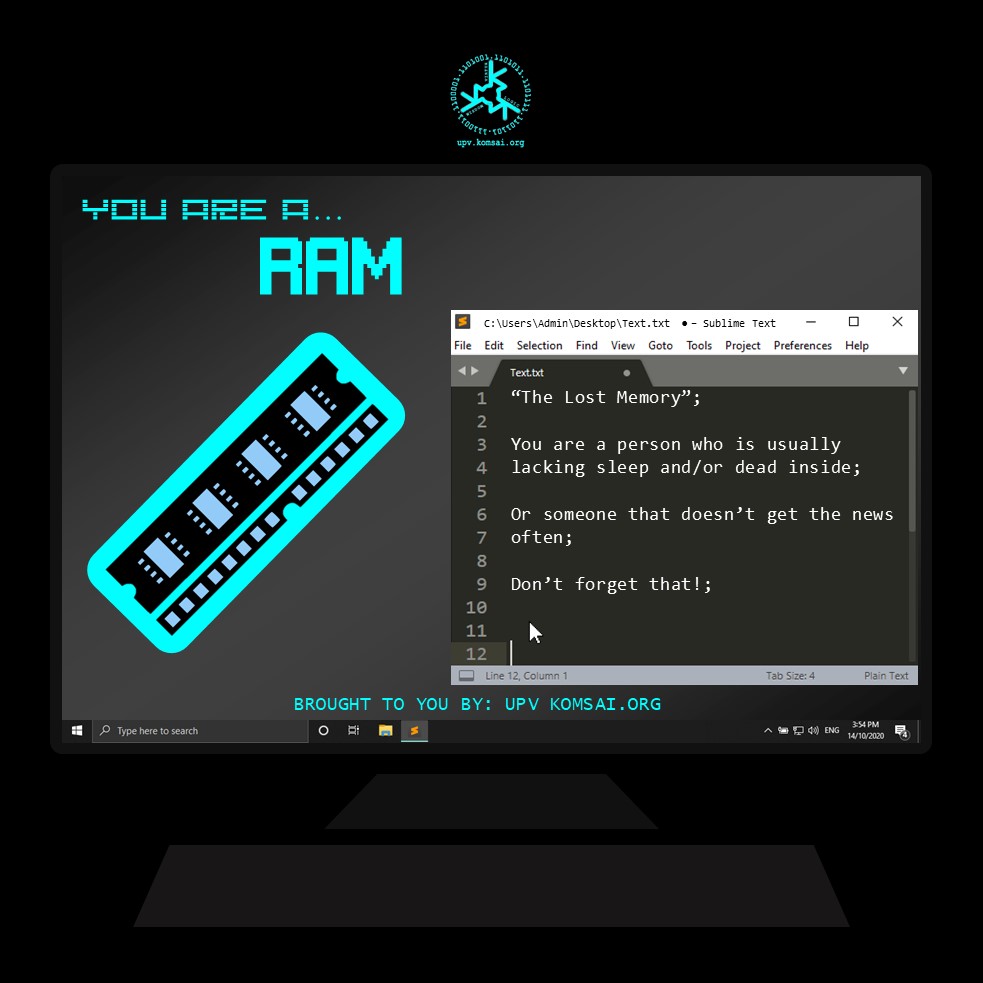 upv.komsai.org
YOU ARE A...
RAM
C:\Users\Admin\Desktop\Text.txt ● - Sublime Text
File Edit Selection Find View Goto Tools Project Preferences Help
Text.txt
1 “The Lost Memory”;
2
3 You are a person who is usually
4 lacking sleep and/or dead inside;
5
6 Or someone that doesn’t get the news
7 often;
8
9 Don’t forget that!;
10
11
12
Line 12, Column 1 Tab Size: 4 Plain Text
BROUGHT TO YOU BY: UPV KOMSAI.ORG
Type here to search
ENG
3:54 PM
14/10/2020
4